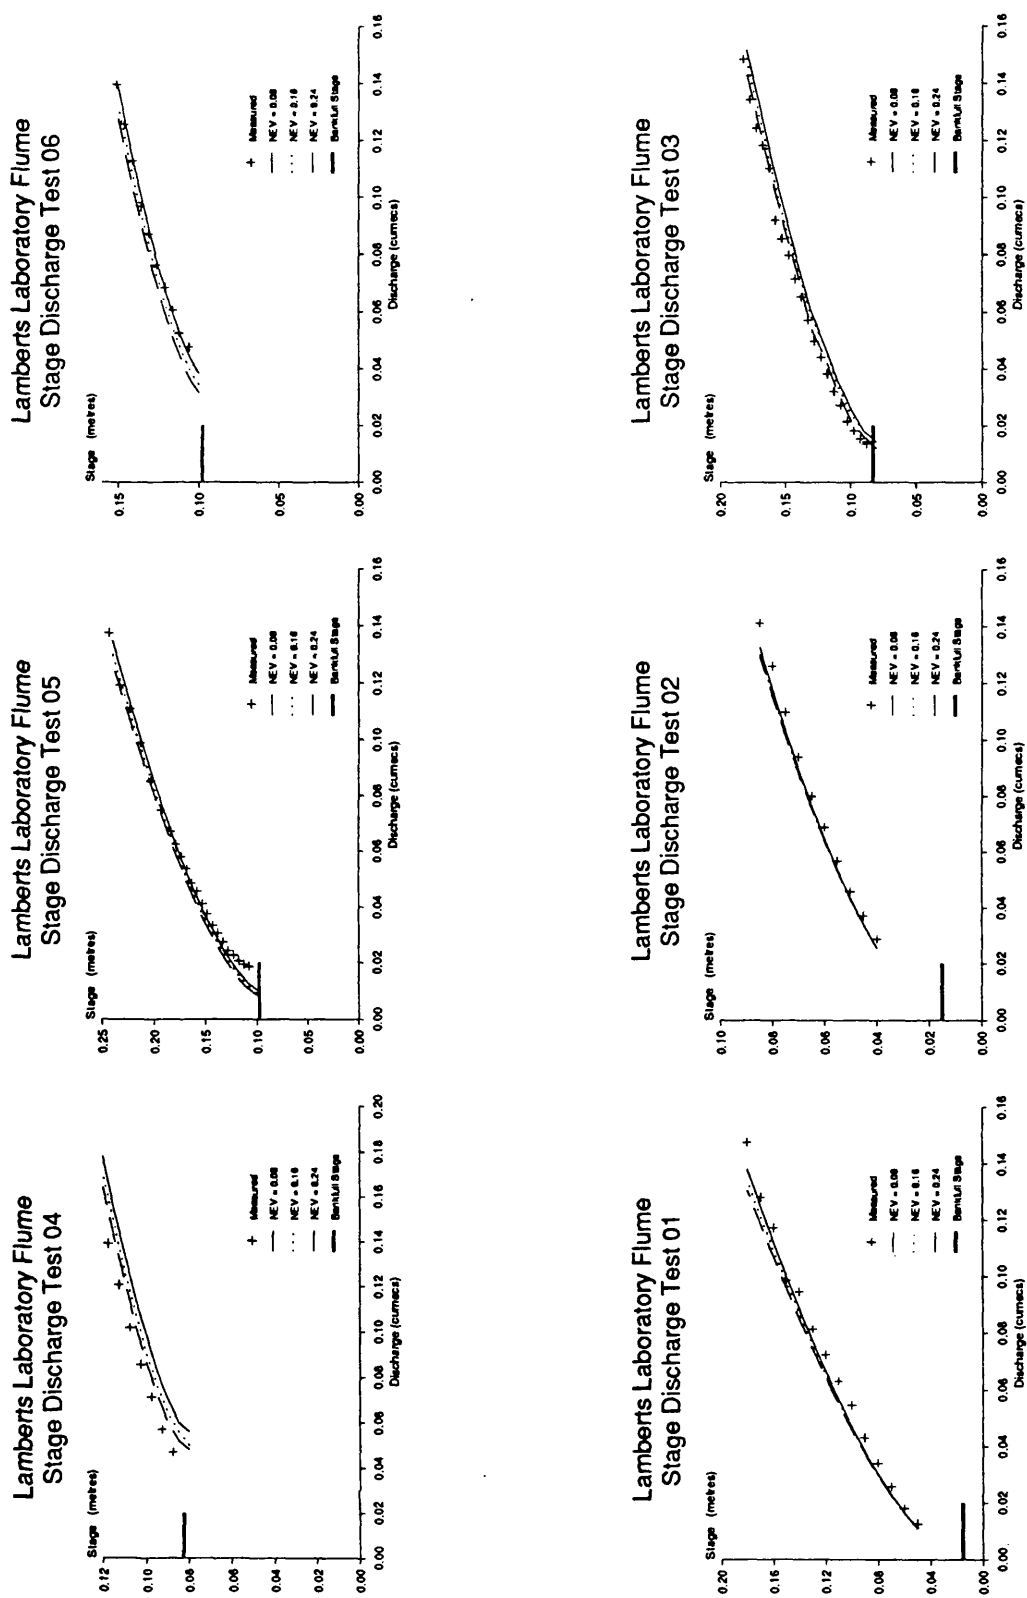 Lamberts Laboratory Flume
Stage Discharge Test 04
Stage (metres)
0.12
0.10
0.08
0.06
0.04
0.02
0.00
+ Measured
NEV = 0.08
NEV = 0.16
NEV = 0.24
Bankfull Stage
0.00 0.02 0.04 0.06 0.08 0.10 0.12 0.14 0.16 0.18 0.20
Discharge (cumecs)
Lamberts Laboratory Flume
Stage Discharge Test 05
Stage (metres)
0.25
0.20
0.15
0.10
0.05
0.00
+ Measured
NEV = 0.08
NEV = 0.16
NEV = 0.24
Bankfull Stage
0.00 0.02 0.04 0.06 0.08 0.10 0.12 0.14 0.16
Discharge (cumecs)
Lamberts Laboratory Flume
Stage Discharge Test 06
Stage (metres)
0.15
0.10
0.05
0.00
+ Measured
NEV = 0.08
NEV = 0.16
NEV = 0.24
Bankfull Stage
0.00 0.02 0.04 0.06 0.08 0.10 0.12 0.14 0.16
Discharge (cumecs)
Lamberts Laboratory Flume
Stage Discharge Test 01
Stage (metres)
0.20
0.16
0.12
0.08
0.04
0.00
+ Measured
NEV = 0.08
NEV = 0.16
NEV = 0.24
Bankfull Stage
0.00 0.02 0.04 0.06 0.08 0.10 0.12 0.14 0.16
Discharge (cumecs)
Lamberts Laboratory Flume
Stage Discharge Test 02
Stage (metres)
0.10
0.08
0.06
0.04
0.02
0.00
+ Measured
NEV = 0.08
NEV = 0.16
NEV = 0.24
Bankfull Stage
0.00 0.02 0.04 0.06 0.08 0.10 0.12 0.14 0.16
Discharge (cumecs)
Lamberts Laboratory Flume
Stage Discharge Test 03
Stage (metres)
0.20
0.15
0.10
0.05
0.00
+ Measured
NEV = 0.08
NEV = 0.16
NEV = 0.24
Bankfull Stage
0.00 0.02 0.04 0.06 0.08 0.10 0.12 0.14 0.16
Discharge (cumecs)